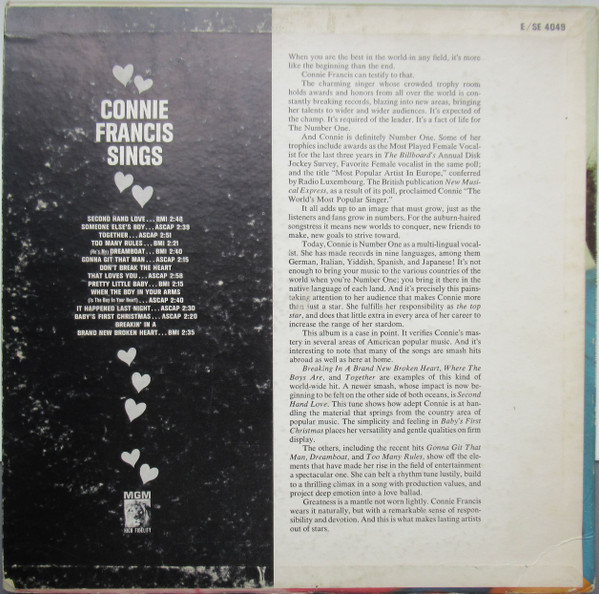 E/SE 4049
CONNIE
FRANCIS
SINGS
SECOND HAND LOVE... BMI 2:48
SOMEONE ELSE'S BOY... ASCAP 2:39
TOGETHER... ASCAP 2:51
TOO MANY RULES... BMI 2:21
(He's My) DREAMBOAT... BMI 2:40
GONNA GIT THAT MAN... ASCAP 2:15
DON'T BREAK THE HEART
THAT LOVES YOU... ASCAP 2:58
PRETTY LITTLE BABY... BMI 2:15
WHEN THE BOY IN YOUR ARMS
(Is The Boy In Your Heart)... ASCAP 2:40
IT HAPPENED LAST NIGHT... ASCAP 2:30
BABY'S FIRST CHRISTMAS... ASCAP 2:20
BREAKIN' IN A
BRAND NEW BROKEN HEART... BMI 2:35
MGM
HIGH FIDELITY
When you are the best in the world-in any field, it's more
like the beginning than the end.
Connie Francis can testify to that.
The charming singer whose crowded trophy room
holds awards and honors from all over the world is con-
stantly breaking records, blazing into new areas, bringing
her talents to wider and wider audiences. It's expected of
the champ. It's required of the leader. It's a fact of life for
The Number One.
And Connie is definitely Number One. Some of her
trophies include awards as the Most Played Female Vocal-
ist for the last three years in The Billboard's Annual Disk
Jockey Survey, Favorite Female vocalist in the same poll;
and the title "Most Popular Artist In Europe," conferred
by Radio Luxembourg. The British publication New Musi-
cal Express, as a result of its poll, proclaimed Connie "The
World's Most Popular Singer."
It all adds up to an image that must grow, just as the
listeners and fans grow in numbers. For the auburn-haired
songstress it means new worlds to conquer, new friends to
make, new goals to strive toward.
Today, Connie is Number One as a multi-lingual vocal-
ist. She has made records in nine languages, among them
German, Italian, Yiddish, Spanish, and Japanese! It's not
enough to bring your music to the various countries of the
world when you're Number One; you bring it there in the
native language of each land. And it's precisely this pains-
taking attention to her audience that makes Connie more
than just a star. She fulfills her responsibility as the top
star, and does that little extra in every area of her career to
increase the range of her stardom.
This album is a case in point. It verifies Connie's mas-
tery in several areas of American popular music. And it's
interesting to note that many of the songs are smash hits
abroad as well as here at home.
Breaking In A Brand New Broken Heart, Where The
Boys Are, and Together are examples of this kind of
world-wide hit. A newer smash, whose impact is now be-
ginning to be felt on the other side of both oceans, is Second
Hand Love. This tune shows how adept Connie is at han-
dling the material that springs from the country area of
popular music. The simplicity and feeling in Baby's First
Christmas places her versatility and gentle qualities on firm
display.
The others, including the recent hits Gonna Git That
Man, Dreamboat, and Too Many Rules, show off the ele-
ments that have made her rise in the field of entertainment
a spectacular one. She can belt a rhythm tune lustily, build
to a thrilling climax in a song with production values, and
project deep emotion into a love ballad.
Greatness is a mantle not worn lightly. Connie Francis
wears it naturally, but with a remarkable sense of respon-
sibility and devotion. And this is what makes lasting artists
out of stars.